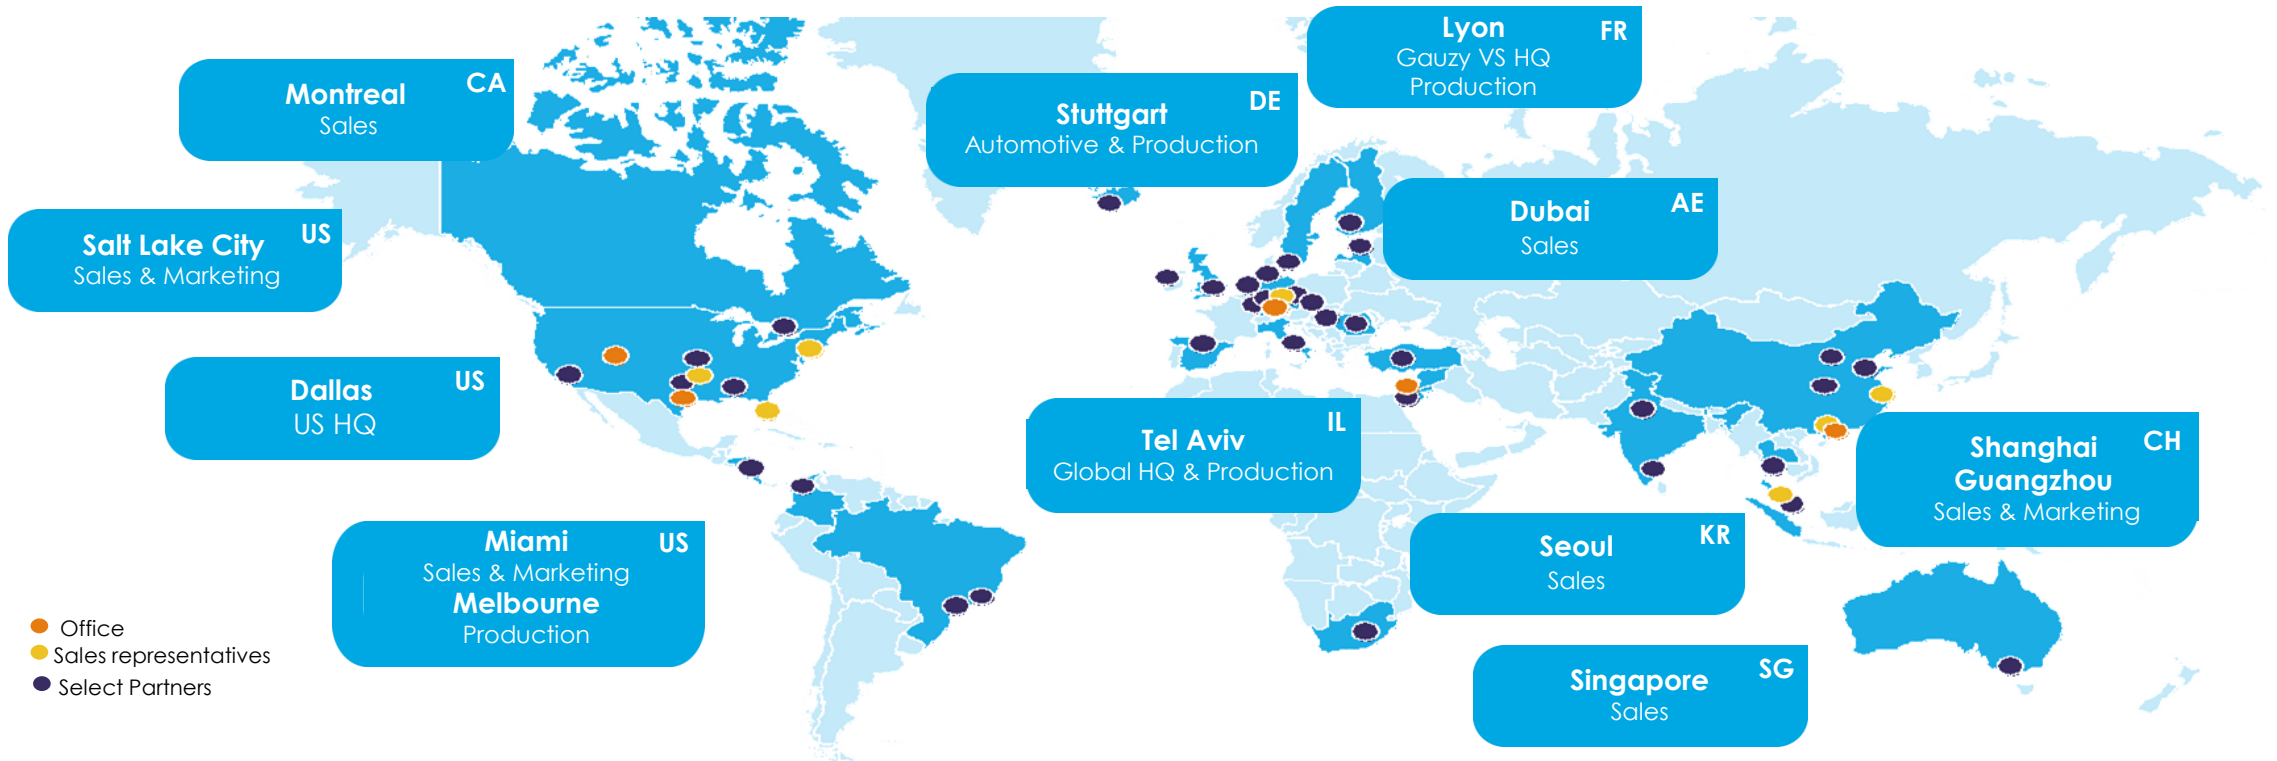 Lyon
FR
Gauzy VS HQ
Production
Montreal
CA
Sales
Stuttgart
DE
Automotive & Production
Dubai
AE
Sales
Salt Lake City
US
Sales & Marketing
Dallas
US
US HQ
Tel Aviv
IL
Global HQ & Production
Shanghai
CH
Guangzhou
Sales & Marketing
Miami
US
Sales & Marketing
Melbourne
Production
Seoul
KR
Sales
Singapore
SG
Sales
Office
Sales representatives
Select Partners